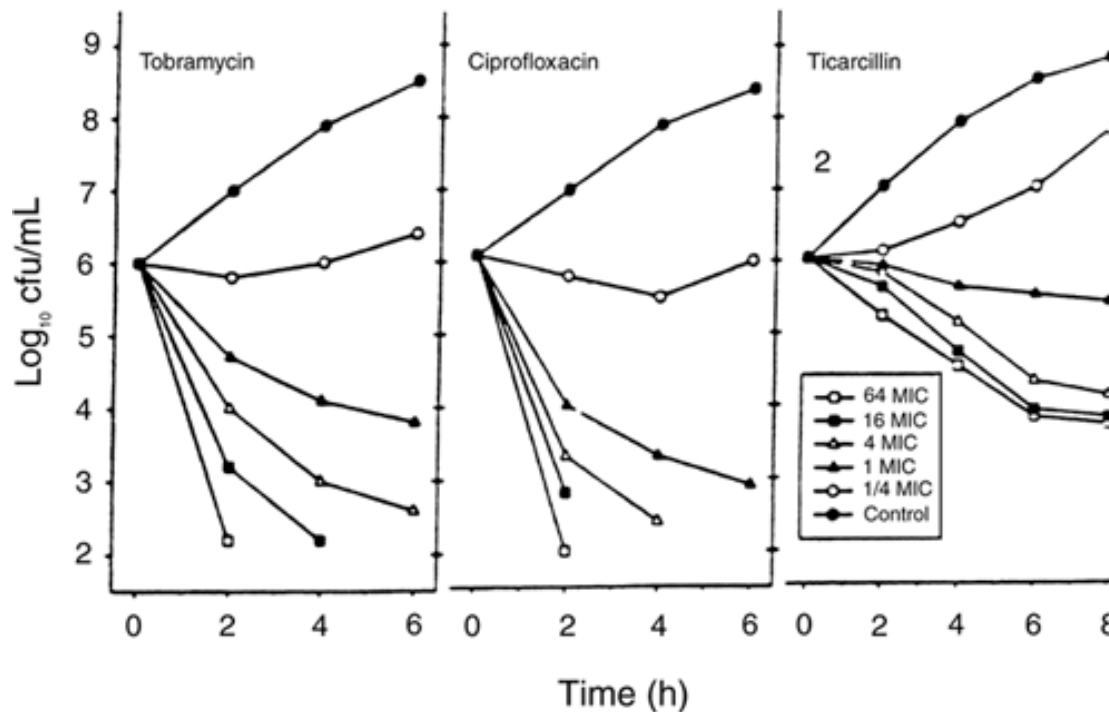 Tobramycin
Ciprofloxacin
Ticarcillin
Log₁₀ cfu/mL
9
8
7
6
5
4
3
2
2
64 MIC
16 MIC
4 MIC
1 MIC
1/4 MIC
Control
0 2 4 6
0 2 4 6
0 2 4 6 8
Time (h)